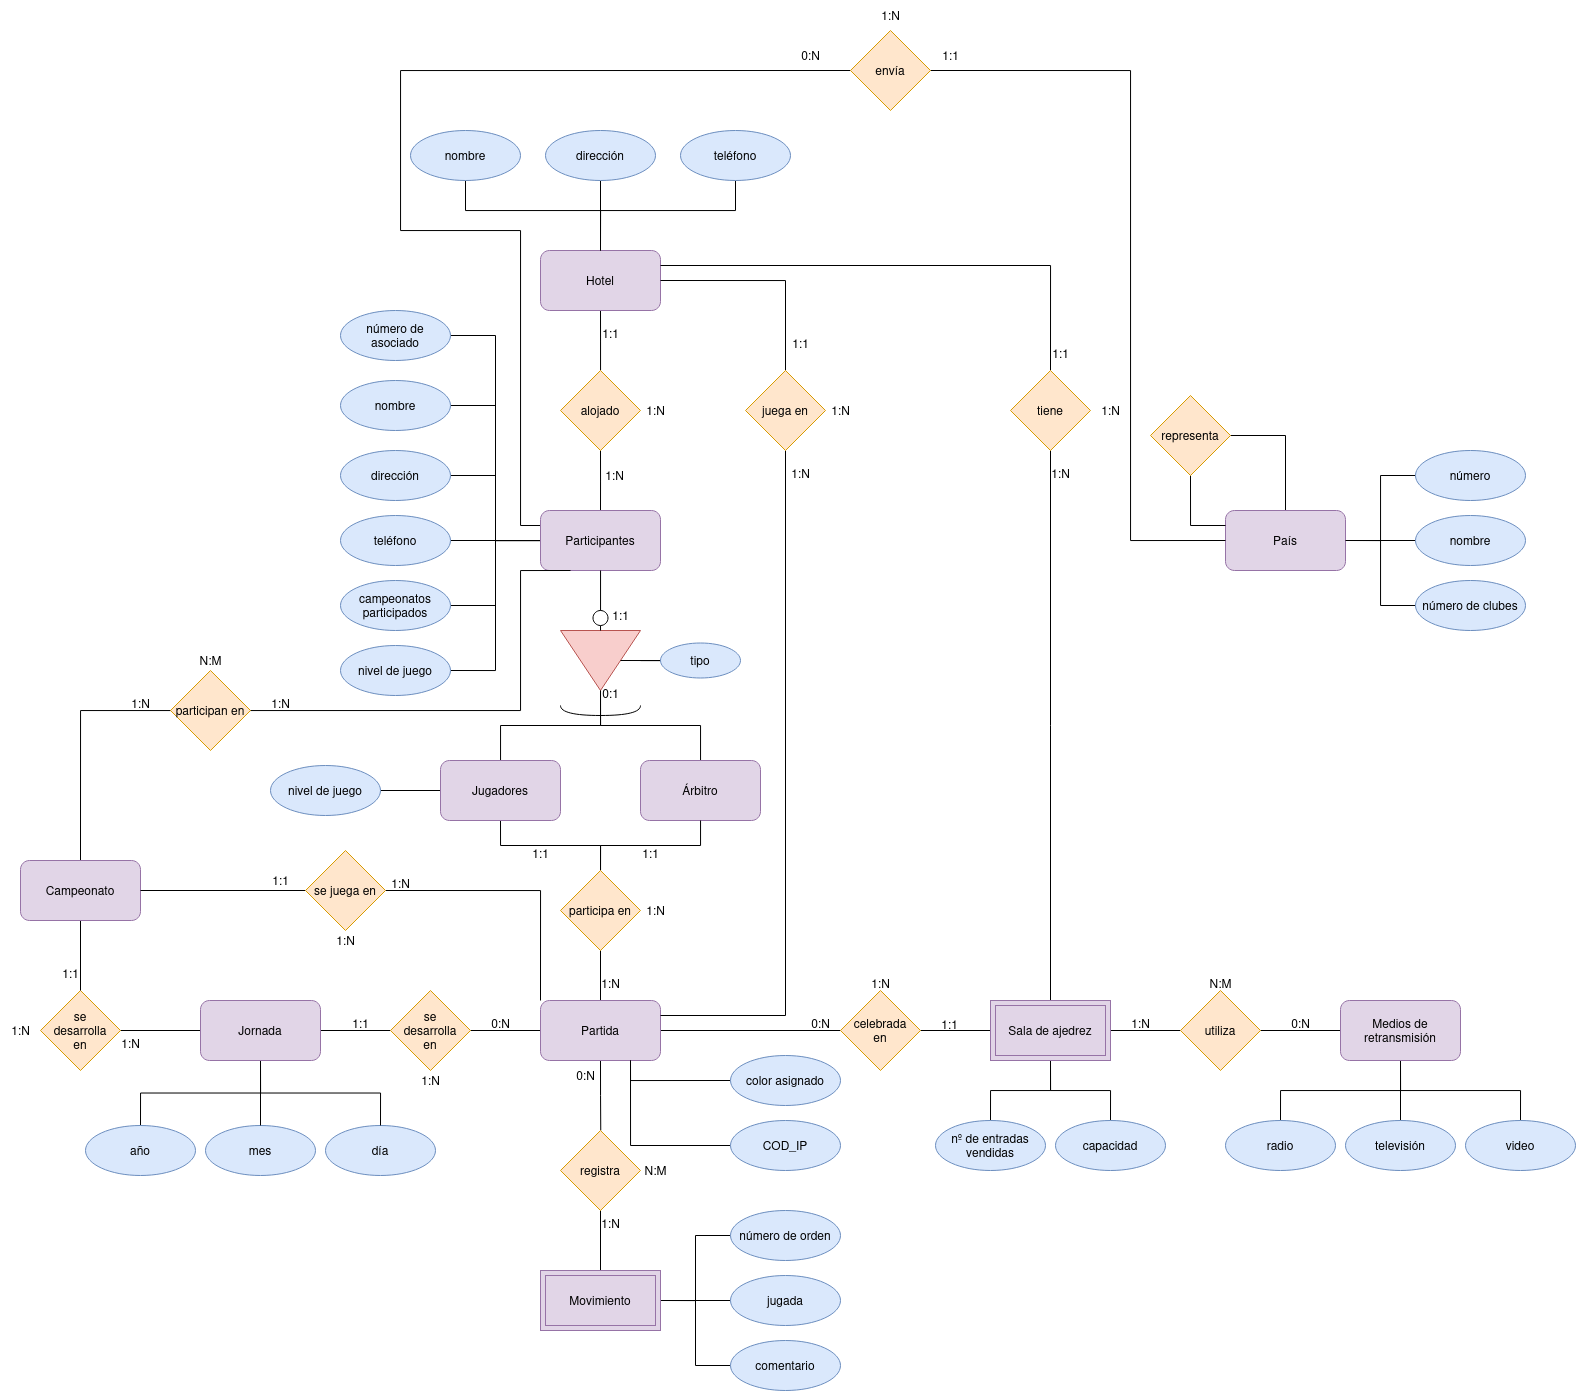 1:N
0:N
envía
1:1
nombre
dirección
teléfono
Hotel
número de
asociado
1:1
1:1
1:1
nombre
alojado
1:N
juega en
1:N
tiene
1:N
representa
dirección
1:N
1:N
1:N
número
teléfono
Participantes
País
nombre
campeonatos
participados
1:1
número de clubes
nivel de juego
tipo
N:M
0:1
1:N
participan en
1:N
nivel de juego
Jugadores
Árbitro
1:1
1:1
Campeonato
1:1
se juega en
1:N
participa en
1:N
1:N
1:1
1:N
1:N
N:M
1:N
se
desarrolla
en
1:N
Jornada
1:1
se
desarrolla
en
0:N
Partida
0:N
celebrada
en
1:1
Sala de ajedrez
1:N
utiliza
0:N
Medios de
retransmisión
1:N
0:N
color asignado
año
mes
día
COD_IP
nº de entradas
vendidas
capacidad
radio
televisión
video
registra
N:M
1:N
número de orden
Movimiento
jugada
comentario